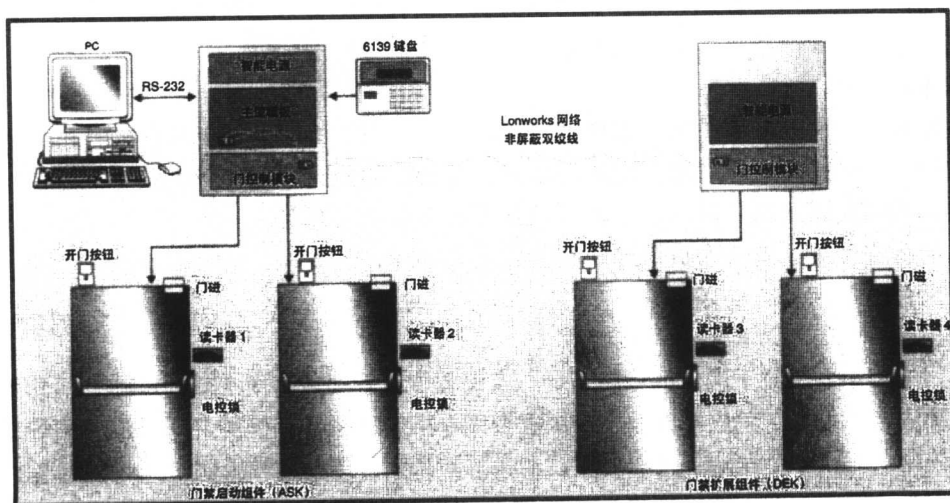 PC
RS-232
智能电源
主控模板
门控制模块
6139 键盘
Lonworks 网络
非屏蔽双绞线
智能电源
门控制模块
开门按钮
门磁
读卡器 1
电控锁
开门按钮
门磁
读卡器 2
电控锁
开门按钮
门磁
读卡器 3
电控锁
开门按钮
门磁
读卡器 4
电控锁
门禁启动组件 (ASK)
门禁扩展组件 (DEK)